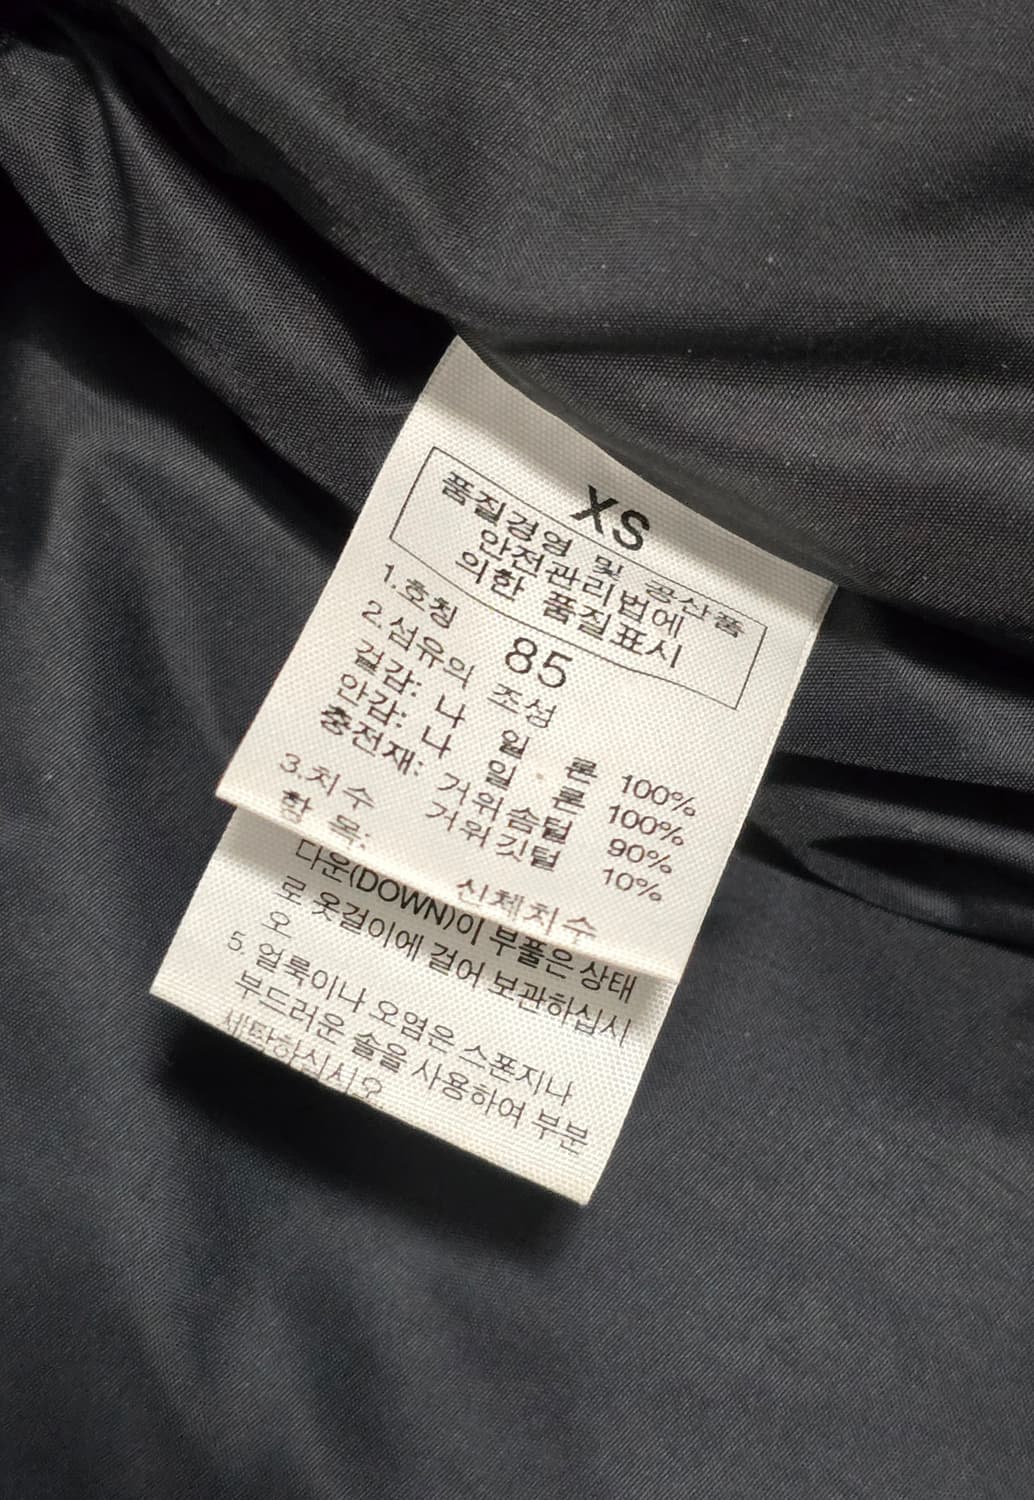 XS
품질경영 및 공산품
안전관리법에
의한 품질표시
1.호칭 85
2.섬유의 조성
겉감: 나 일 론 100%
안감: 나 일 론 100%
충전재: 거위솜털 90%
거위깃털 10%
3.치수
항 목: 신체치수
다운(DOWN)이 부풀은 상태
로 옷걸이에 걸어 보관하십시
오
5, 얼룩이나 오염은 스폰지나
부드러운 솔을 사용하여 부분
세탁하십시오.